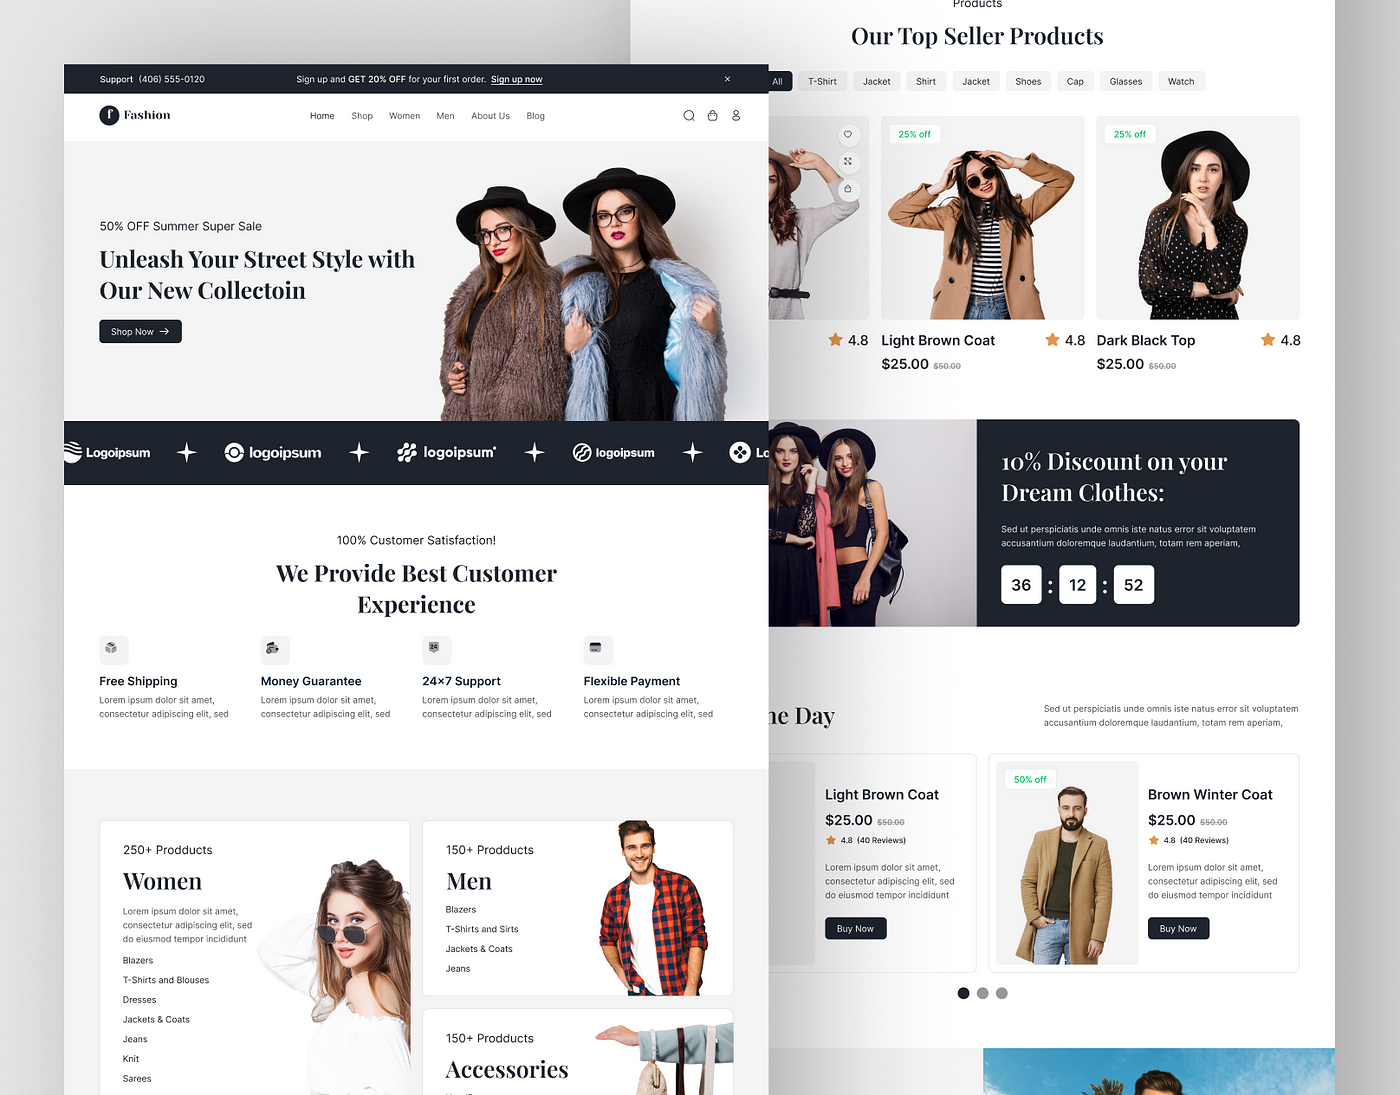 Support (406) 555-0120
Sign up and GET 20% OFF for your first order. Sign up now
f Fashion
Home Shop Women Men About Us Blog
50% OFF Summer Super Sale
Unleash Your Street Style with
Our New Collectoin
Shop Now
Logoipsum logoipsum logoipsum logoipsum Lo
100% Customer Satisfaction!
We Provide Best Customer
Experience
24
Free Shipping
Lorem ipsum dolor sit amet,
consectetur adipiscing elit, sed
Money Guarantee
Lorem ipsum dolor sit amet,
consectetur adipiscing elit, sed
24×7 Support
Lorem ipsum dolor sit amet,
consectetur adipiscing elit, sed
Flexible Payment
Lorem ipsum dolor sit amet,
consectetur adipiscing elit, sed
250+ Prodducts
Women
Lorem ipsum dolor sit amet,
consectetur adipiscing elit, sed
do eiusmod tempor incididunt
Blazers
T-Shirts and Blouses
Dresses
Jackets & Coats
Jeans
Knit
Sarees
150+ Prodducts
Men
Blazers
T-Shirts and Sirts
Jackets & Coats
Jeans
150+ Prodducts
Accessories
Products
Our Top Seller Products
All T-Shirt Jacket Shirt Jacket Shoes Cap Glasses Watch
4.8
25% off
Light Brown Coat 4.8
$25.00 $50.00
25% off
Dark Black Top 4.8
$25.00 $50.00
10% Discount on your
Dream Clothes:
Sed ut perspiciatis unde omnis iste natus error sit voluptatem
accusantium doloremque laudantium, totam rem aperiam,
36 : 12 : 52
he Day
Sed ut perspiciatis unde omnis iste natus error sit voluptatem
accusantium doloremque laudantium, totam rem aperiam,
Light Brown Coat
$25.00 $50.00
4.8 (40 Reviews)
Lorem ipsum dolor sit amet,
consectetur adipiscing elit, sed
do eiusmod tempor incididunt
Buy Now
50% off
Brown Winter Coat
$25.00 $50.00
4.8 (40 Reviews)
Lorem ipsum dolor sit amet,
consectetur adipiscing elit, sed
do eiusmod tempor incididunt
Buy Now